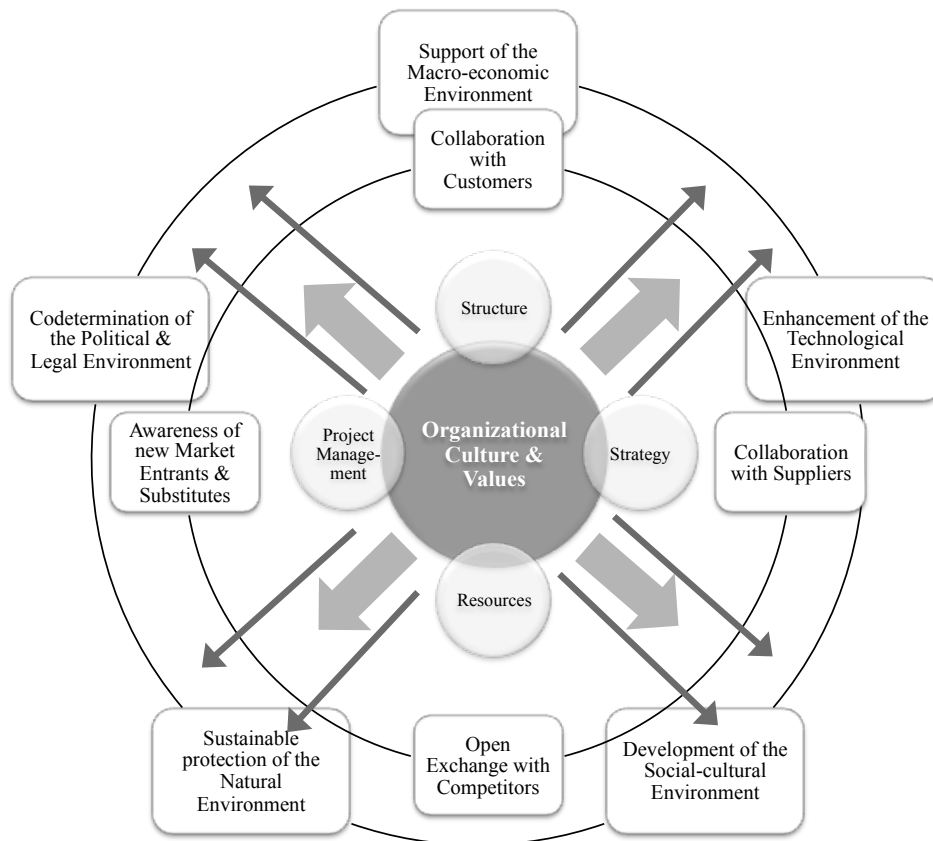 Support of the
Macro-economic
Environment
Collaboration
with
Customers
Structure
Codetermination of
the Political &
Legal Environment
Enhancement of the
Technological
Environment
Awareness of
new Market
Entrants &
Substitutes
Project
Manage-
ment
Organizational
Culture &
Values
Strategy
Collaboration
with Suppliers
Resources
Sustainable
protection of the
Natural
Environment
Open
Exchange with
Competitors
Development of the
Social-cultural
Environment